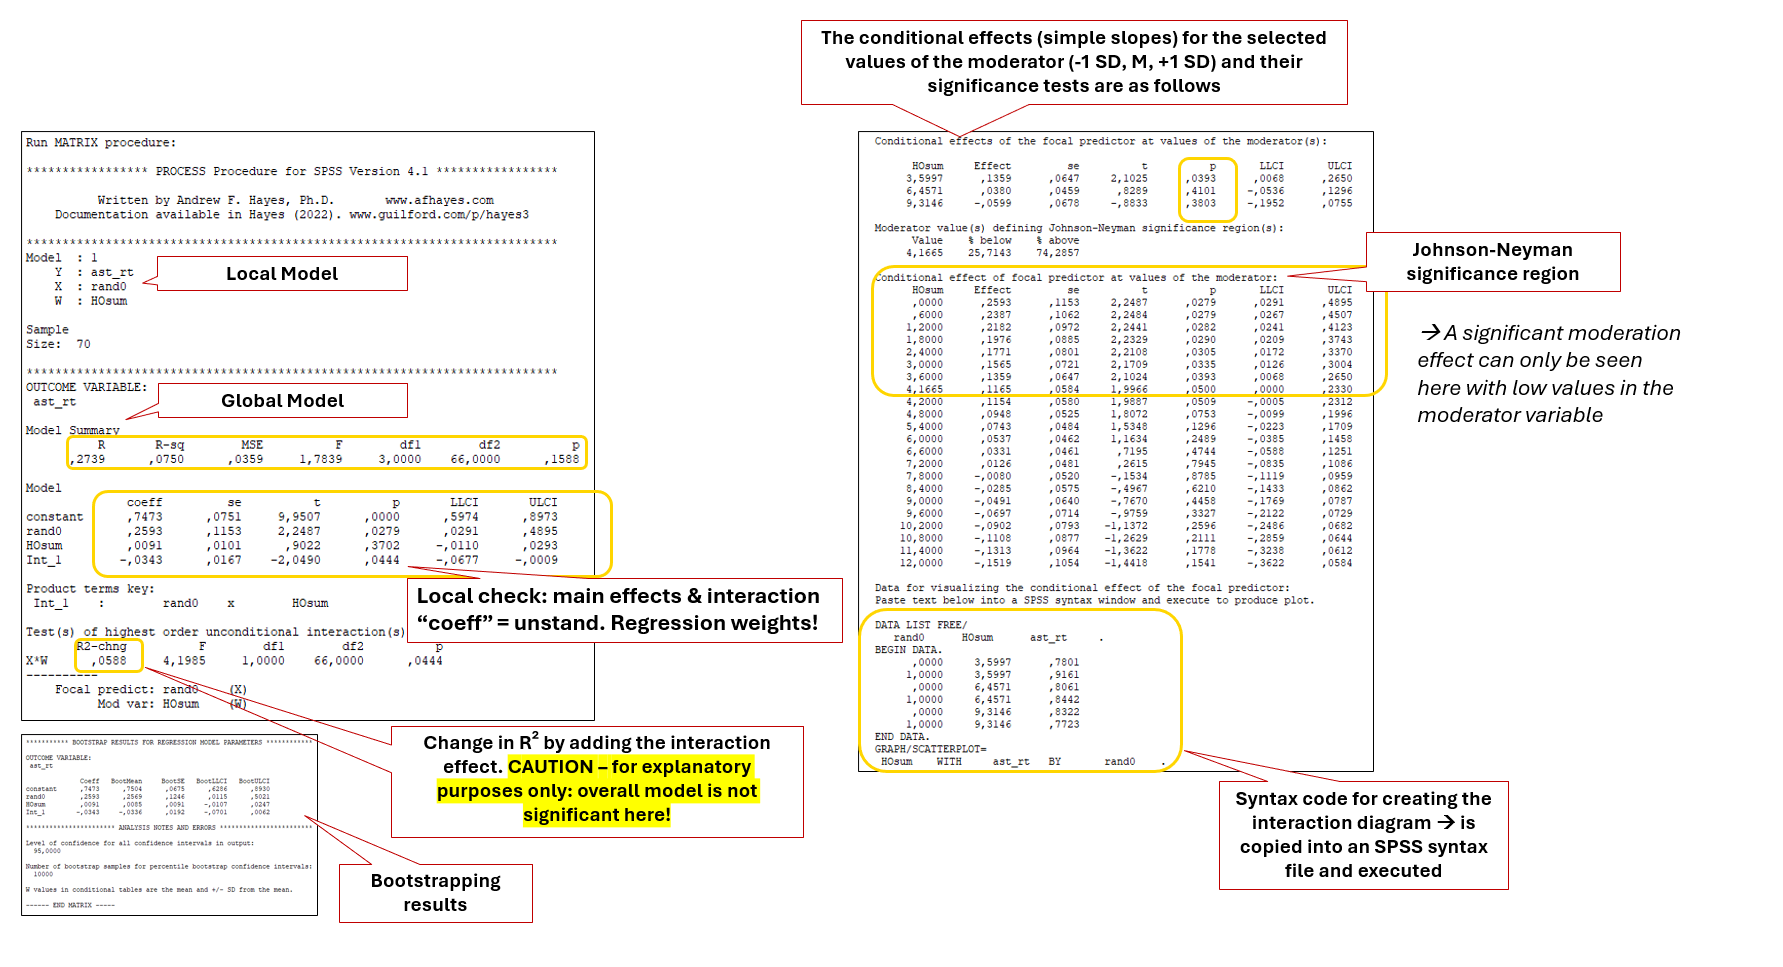 The conditional effects (simple slopes) for the selected
values of the moderator (-1 SD, M, +1 SD) and their
significance tests are as follows
Run MATRIX procedure:
***************** PROCESS Procedure for SPSS Version 4.1 *****************
Written by Andrew F. Hayes, Ph.D. www.afhayes.com
Documentation available in Hayes (2022). www.guilford.com/p/hayes3
**************************************************************************
Model : 1
Y : ast_rt
X : rand0
W : HOsum
Local Model
Sample
Size: 70
**************************************************************************
OUTCOME VARIABLE:
ast_rt
Global Model
Model Summary
R R-sq MSE F df1 df2 p
,2739 ,0750 ,0359 1,7839 3,0000 66,0000 ,1588
Model
coeff se t p LLCI ULCI
constant ,7473 ,0751 9,9507 ,0000 ,5974 ,8973
rand0 ,2593 ,1153 2,2487 ,0279 ,0291 ,4895
HOsum ,0091 ,0101 ,9022 ,3702 -,0110 ,0293
Int_1 -,0343 ,0167 -2,0490 ,0444 -,0677 -,0009
Product terms key:
Int_1 : rand0 x HOsum
Local check: main effects & interaction
“coeff” = unstand. Regression weights!
Test(s) of highest order unconditional interaction(s)
R2-chng F df1 df2 p
X*W ,0588 4,1985 1,0000 66,0000 ,0444
----------
Focal predict: rand0 (X)
Mod var: HOsum (W)
Change in R² by adding the interaction
effect. CAUTION – for explanatory
purposes only: overall model is not
significant here!
*********** BOOTSTRAP RESULTS FOR REGRESSION MODEL PARAMETERS ************
OUTCOME VARIABLE:
ast_rt
Coeff BootMean BootSE BootLLCI BootULCI
constant ,7473 ,7504 ,0675 ,6286 ,8930
rand0 ,2593 ,2569 ,1246 ,0115 ,5021
HOsum ,0091 ,0085 ,0091 -,0107 ,0247
Int_1 -,0343 -,0336 ,0192 -,0701 ,0062
*********************** ANALYSIS NOTES AND ERRORS ************************
Level of confidence for all confidence intervals in output:
95,0000
Number of bootstrap samples for percentile bootstrap confidence intervals:
10000
W values in conditional tables are the mean and +/- SD from the mean.
------ END MATRIX -----
Bootstrapping
results
Conditional effects of the focal predictor at values of the moderator(s):
HOsum Effect se t p LLCI ULCI
3,5997 ,1359 ,0647 2,1025 ,0393 ,0068 ,2650
6,4571 ,0380 ,0459 ,8289 ,4101 -,0536 ,1296
9,3146 -,0599 ,0678 -,8833 ,3803 -,1952 ,0755
Moderator value(s) defining Johnson-Neyman significance region(s):
Value % below % above
4,1665 25,7143 74,2857
Johnson-Neyman
significance region
Conditional effect of focal predictor at values of the moderator:
HOsum Effect se t p LLCI ULCI
,0000 ,2593 ,1153 2,2487 ,0279 ,0291 ,4895
,6000 ,2387 ,1062 2,2484 ,0279 ,0267 ,4507
1,2000 ,2182 ,0972 2,2441 ,0282 ,0241 ,4123
1,8000 ,1976 ,0885 2,2329 ,0290 ,0209 ,3743
2,4000 ,1771 ,0801 2,2108 ,0305 ,0172 ,3370
3,0000 ,1565 ,0721 2,1709 ,0335 ,0126 ,3004
3,6000 ,1359 ,0647 2,1024 ,0393 ,0068 ,2650
4,1665 ,1165 ,0584 1,9966 ,0500 ,0000 ,2330
4,2000 ,1154 ,0580 1,9887 ,0509 -,0005 ,2312
4,8000 ,0948 ,0525 1,8072 ,0753 -,0099 ,1996
5,4000 ,0743 ,0484 1,5348 ,1296 -,0223 ,1709
6,0000 ,0537 ,0462 1,1634 ,2489 -,0385 ,1458
6,6000 ,0331 ,0461 ,7195 ,4744 -,0588 ,1251
7,2000 ,0126 ,0481 ,2615 ,7945 -,0835 ,1086
7,8000 -,0080 ,0520 -,1534 ,8785 -,1119 ,0959
8,4000 -,0285 ,0575 -,4967 ,6210 -,1433 ,0862
9,0000 -,0491 ,0640 -,7670 ,4458 -,1769 ,0787
9,6000 -,0697 ,0714 -,9759 ,3327 -,2122 ,0729
10,2000 -,0902 ,0793 -1,1372 ,2596 -,2486 ,0682
10,8000 -,1108 ,0877 -1,2629 ,2111 -,2859 ,0644
11,4000 -,1313 ,0964 -1,3622 ,1778 -,3238 ,0612
12,0000 -,1519 ,1054 -1,4418 ,1541 -,3622 ,0584
→ A significant moderation
effect can only be seen
here with low values in the
moderator variable
Data for visualizing the conditional effect of the focal predictor:
Paste text below into a SPSS syntax window and execute to produce plot.
DATA LIST FREE/
rand0 HOsum ast_rt .
BEGIN DATA.
,0000 3,5997 ,7801
1,0000 3,5997 ,9161
,0000 6,4571 ,8061
1,0000 6,4571 ,8442
,0000 9,3146 ,8322
1,0000 9,3146 ,7723
END DATA.
GRAPH/SCATTERPLOT=
HOsum WITH ast_rt BY rand0 .
Syntax code for creating the
interaction diagram → is
copied into an SPSS syntax
file and executed